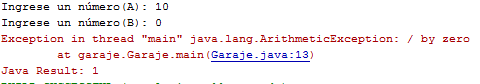 Ingrese un número(A): 10
Ingrese un número(B): 0
Exception in thread "main" java.lang.ArithmeticException: / by zero
at garaje.Garaje.main(Garaje.java:13)
Java Result: 1